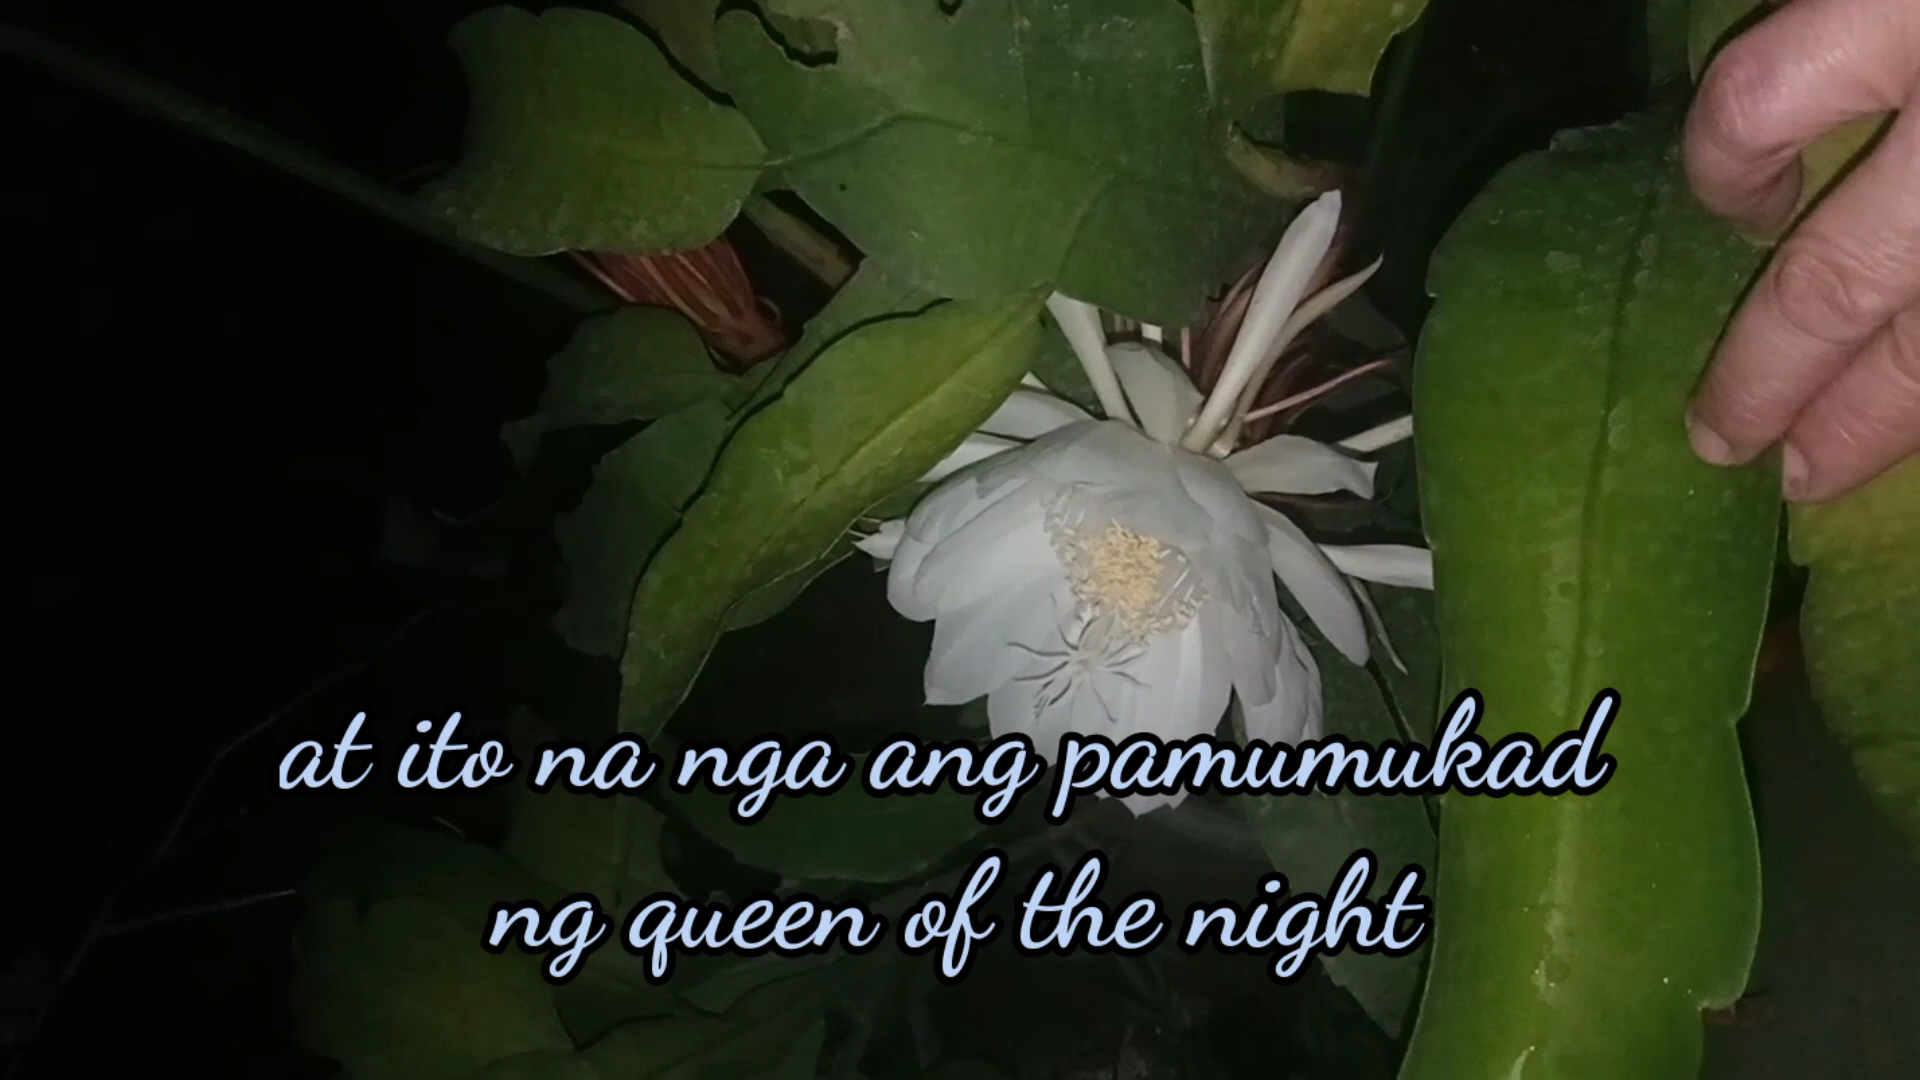 at ito na nga ang pamumukad
ng queen of the night